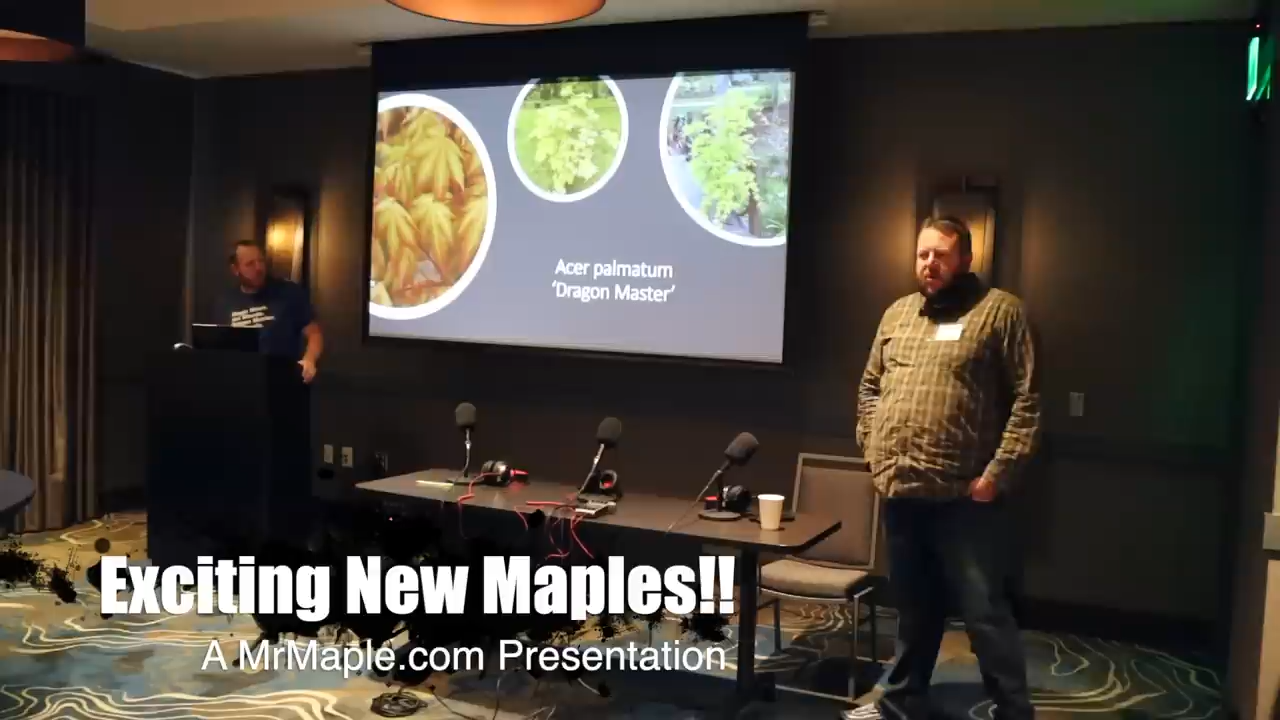 Acer palmatum
‘Dragon Master’
Exciting New Maples!!
A MrMaple.com Presentation